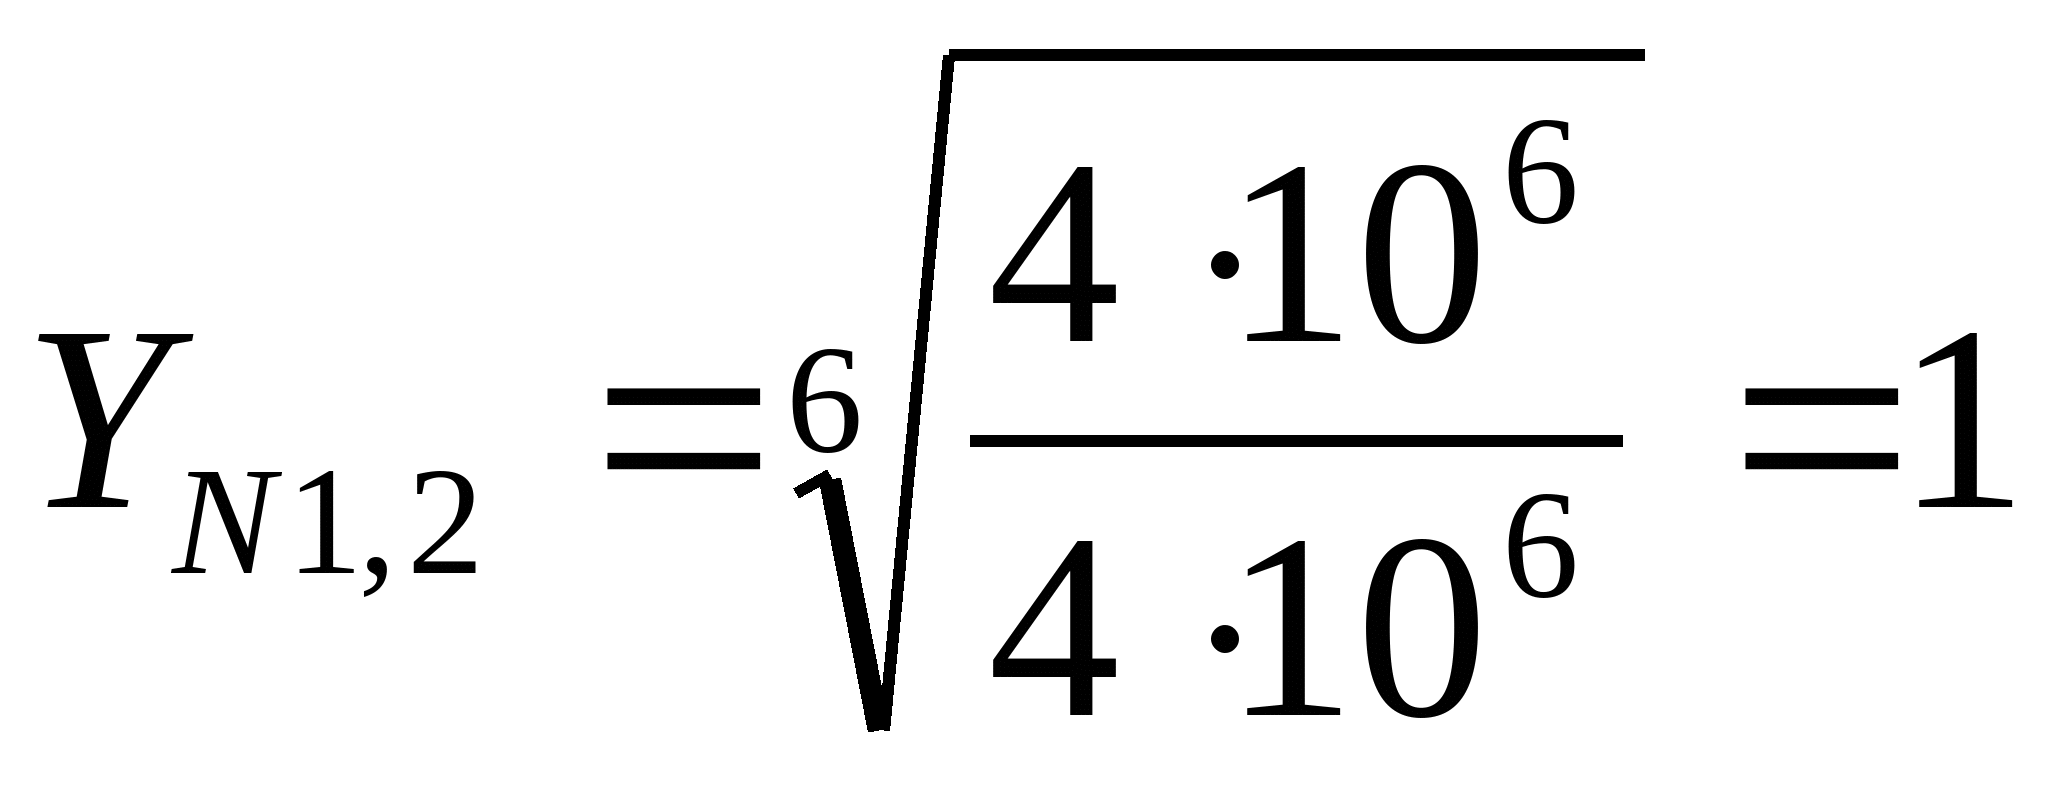 $Y_{N1,2} = \sqrt[6]{\frac{4 \cdot 10^6}{4 \cdot 10^6}} = 1$